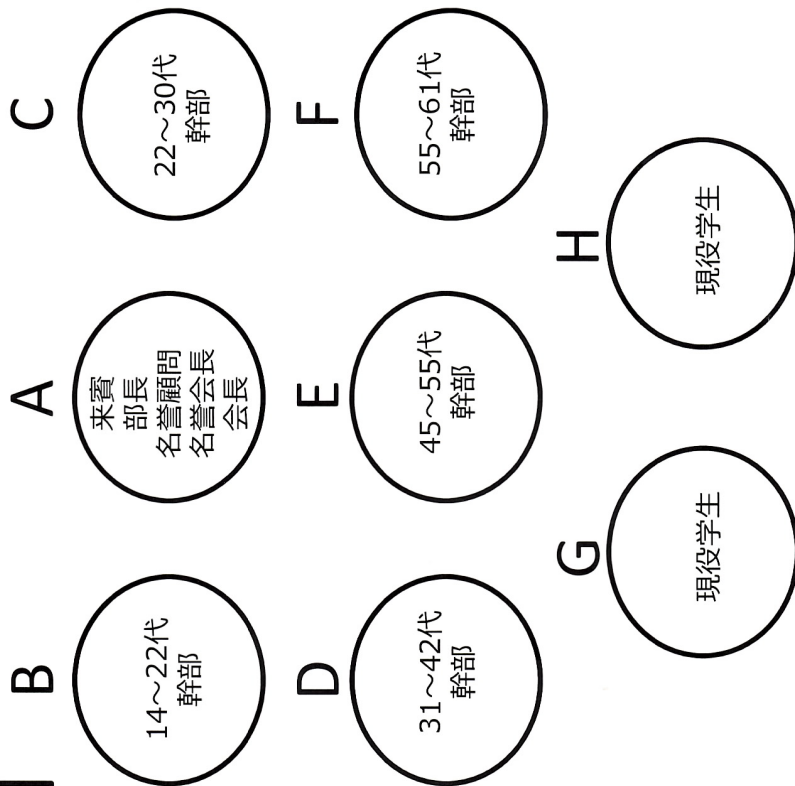 B
14～22代
幹部
A
来賓
部長
名誉顧問
名誉会長
会長
C
22～30代
幹部
D
31～42代
幹部
E
45～55代
幹部
F
55～61代
幹部
G
現役学生
H
現役学生